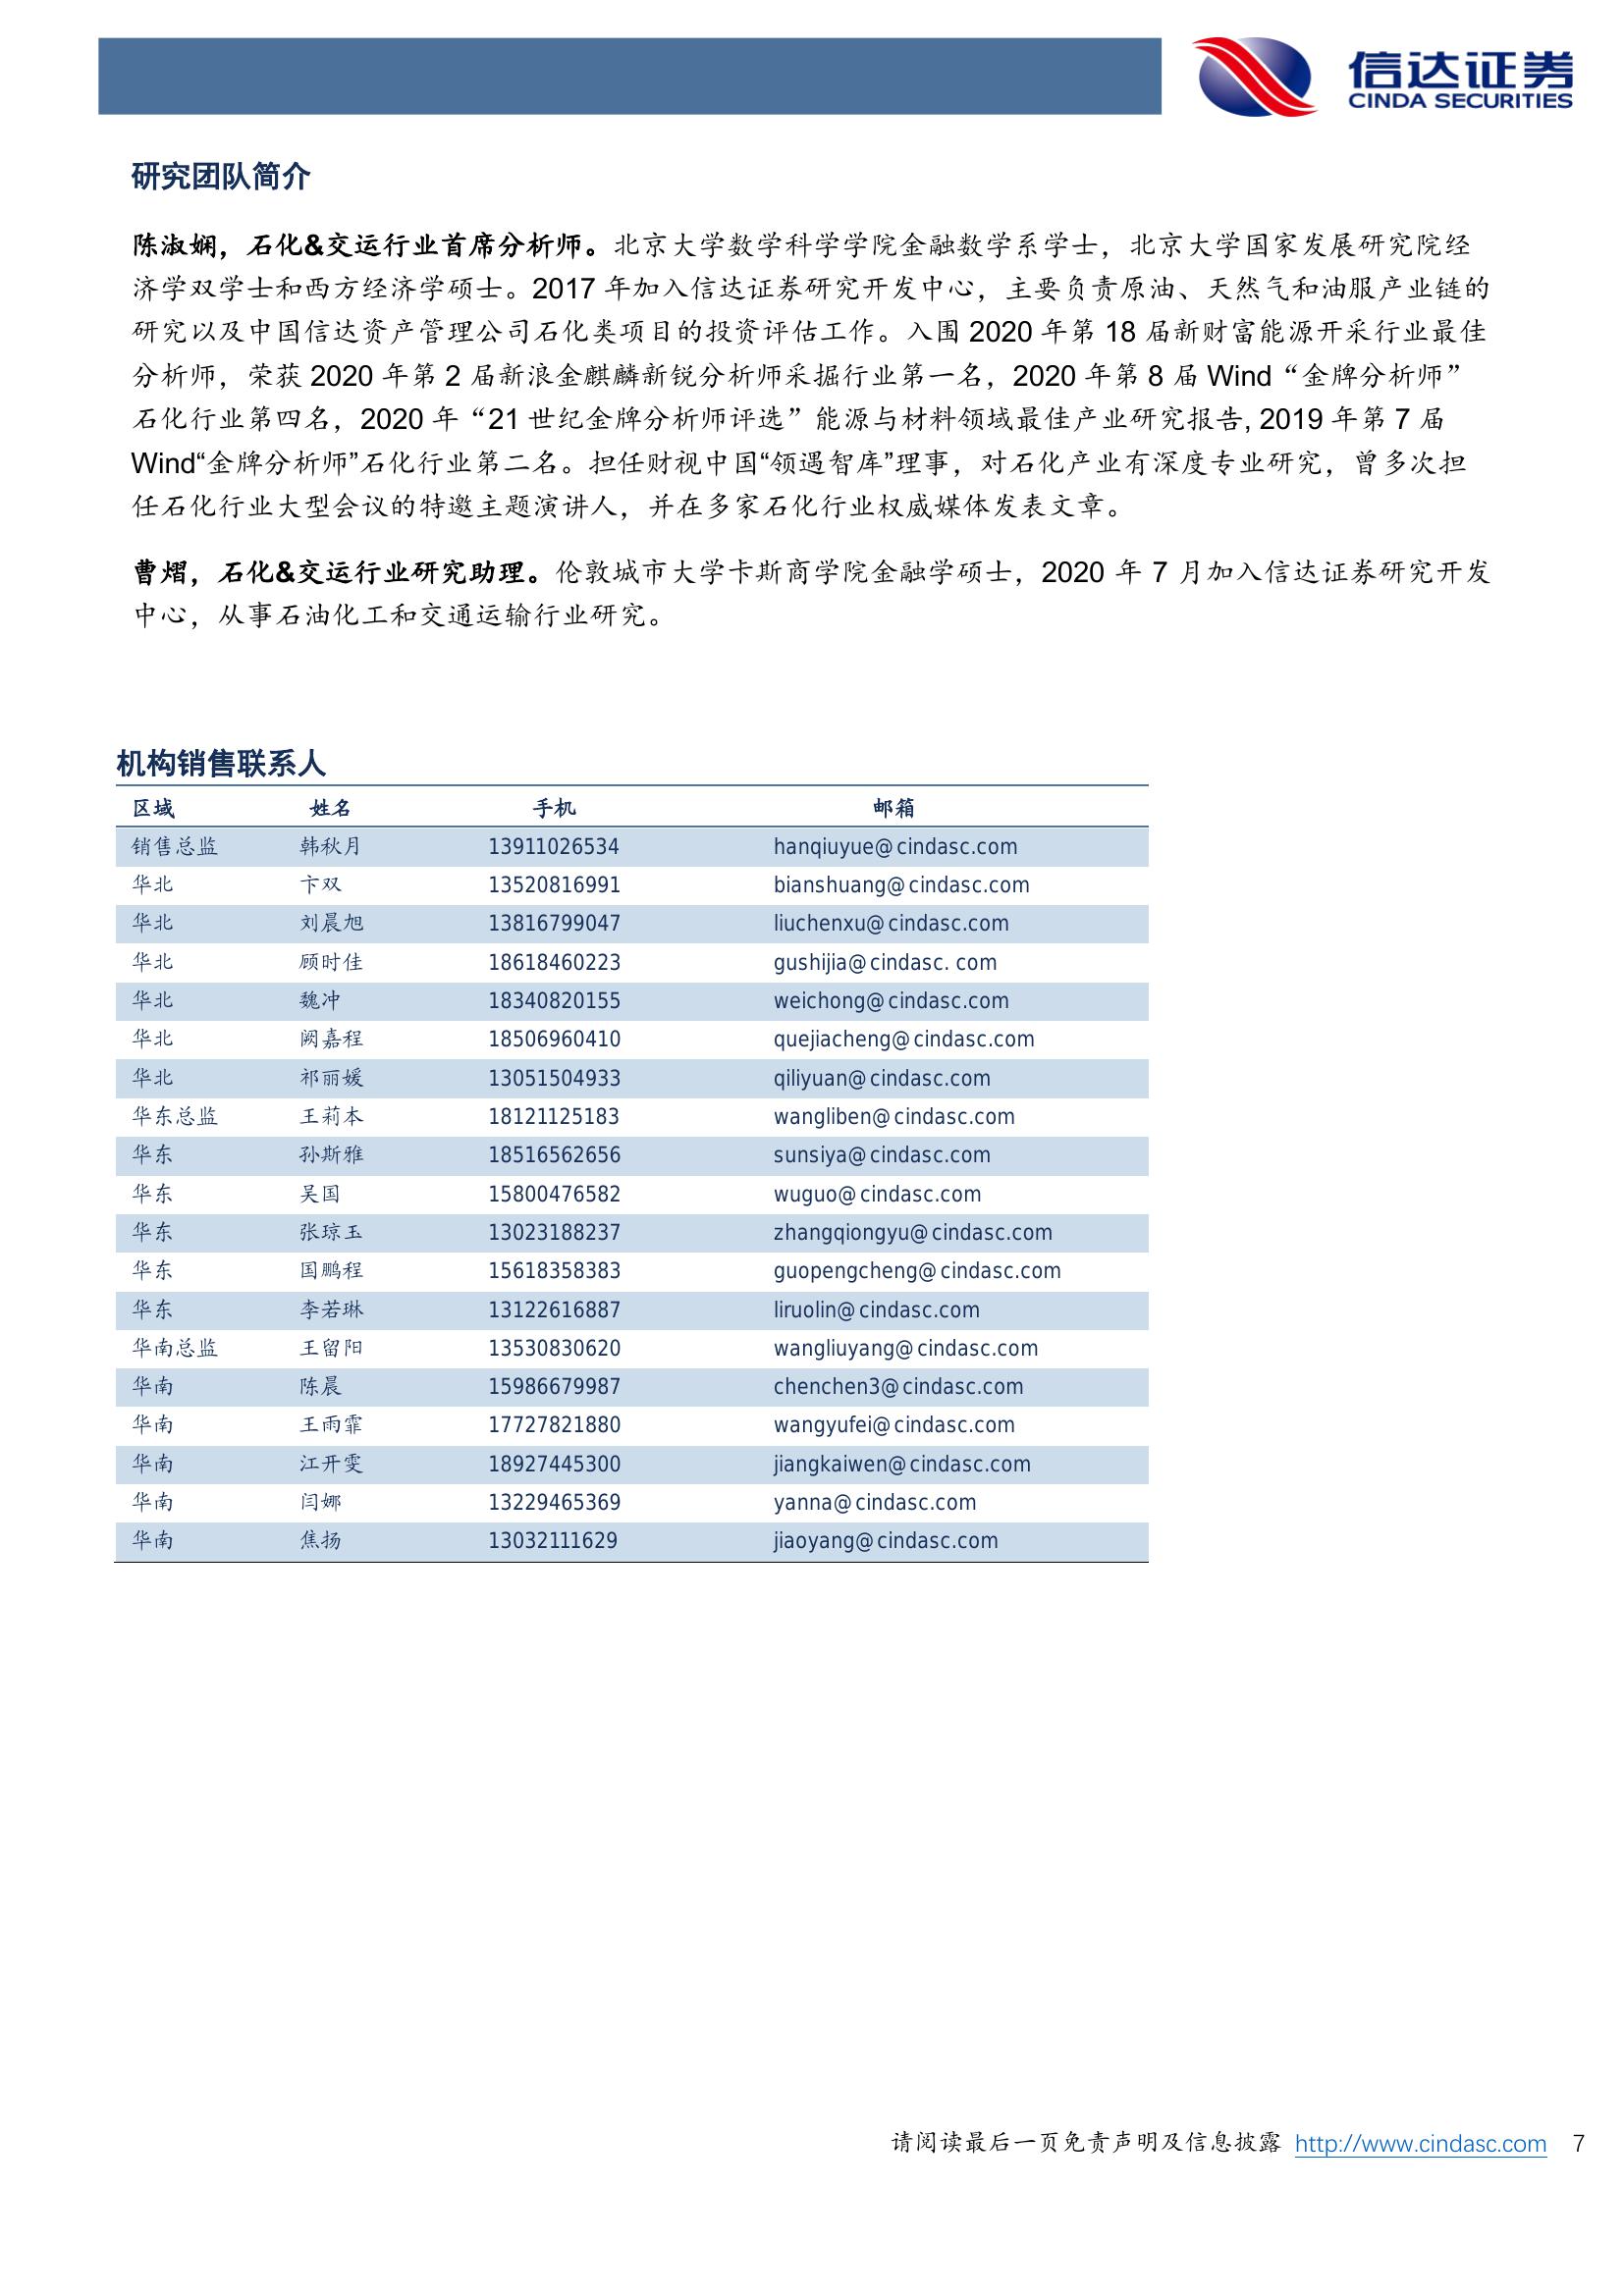 信达证券
CINDA SECURITIES
研究团队简介
陈淑娴，石化&交运行业首席分析师。北京大学数学科学学院金融数学系学士，北京大学国家发展研究院经
济学双学士和西方经济学硕士。2017 年加入信达证券研究开发中心，主要负责原油、天然气和油服产业链的
研究以及中国信达资产管理公司石化类项目的投资评估工作。入围 2020 年第 18 届新财富能源开采行业最佳
分析师，荣获 2020 年第 2 届新浪金麒麟新锐分析师采掘行业第一名，2020 年第 8 届 Wind “金牌分析师”
石化行业第四名，2020 年“21 世纪金牌分析师评选”能源与材料领域最佳产业研究报告, 2019 年第 7 届
Wind“金牌分析师”石化行业第二名。担任财视中国“领遇智库”理事，对石化产业有深度专业研究，曾多次担
任石化行业大型会议的特邀主题演讲人，并在多家石化行业权威媒体发表文章。
曹熠，石化&交运行业研究助理。伦敦城市大学卡斯商学院金融学硕士，2020 年 7 月加入信达证券研究开发
中心，从事石油化工和交通运输行业研究。
机构销售联系人
区域 姓名 手机 邮箱
销售总监 韩秋月 13911026534 hanqiuyue@cindasc.com
华北 卞双 13520816991 bianshuang@cindasc.com
华北 刘晨旭 13816799047 liuchenxu@cindasc.com
华北 顾时佳 18618460223 gushijia@cindasc. com
华北 魏冲 18340820155 weichong@cindasc.com
华北 阙嘉程 18506960410 quejiacheng@cindasc.com
华北 祁丽媛 13051504933 qiliyuan@cindasc.com
华东总监 王莉本 18121125183 wangliben@cindasc.com
华东 孙斯雅 18516562656 sunsiya@cindasc.com
华东 吴国 15800476582 wuguo@cindasc.com
华东 张琼玉 13023188237 zhangqiongyu@cindasc.com
华东 国鹏程 15618358383 guopengcheng@cindasc.com
华东 李若琳 13122616887 liruolin@cindasc.com
华南总监 王留阳 13530830620 wangliuyang@cindasc.com
华南 陈晨 15986679987 chenchen3@cindasc.com
华南 王雨霏 17727821880 wangyufei@cindasc.com
华南 江开雯 18927445300 jiangkaiwen@cindasc.com
华南 闫娜 13229465369 yanna@cindasc.com
华南 焦扬 13032111629 jiaoyang@cindasc.com
请阅读最后一页免责声明及信息披露 http://www.cindasc.com 7